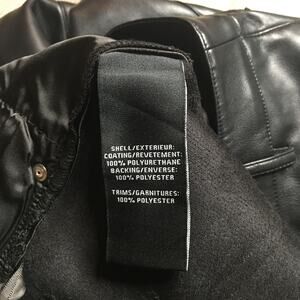 SHELL/EXTERIEUR:
COATING/REVETEMENT:
100% POLYURETHANE
BACKING/ENVERSE:
100% POLYESTER
TRIMS/GARNITURES:
100% POLYESTER